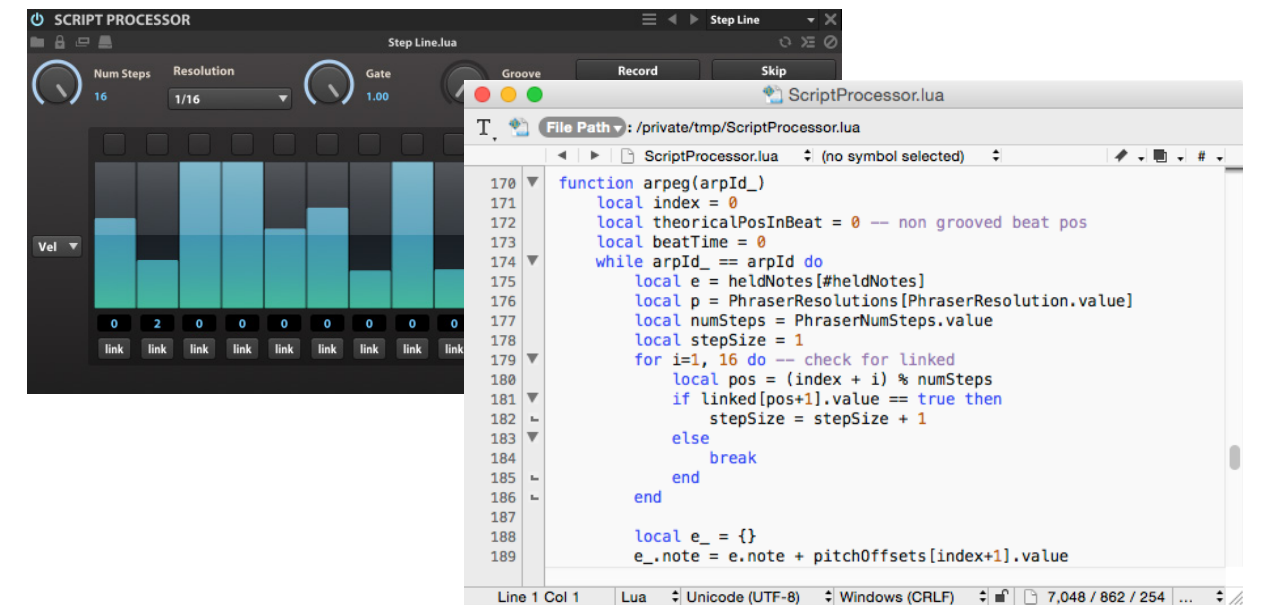 SCRIPT PROCESSOR
Step Line
Step Line.lua
Num Steps
16
Resolution
1/16
Gate
1.00
Groove
Record
Skip
Vel
0 2 0 0 0 0 0 0 0
link link link link link link link link link
ScriptProcessor.lua
T File Path : /private/tmp/ScriptProcessor.lua
ScriptProcessor.lua (no symbol selected) #
170 function arpeg(arpId_)
171 local index = 0
172 local theoricalPosInBeat = 0 -- non grooved beat pos
173 local beatTime = 0
174 while arpId_ == arpId do
175 local e = heldNotes[#heldNotes]
176 local p = PhraserResolutions[PhraserResolution.value]
177 local numSteps = PhraserNumSteps.value
178 local stepSize = 1
179 for i=1, 16 do -- check for linked
180 local pos = (index + i) % numSteps
181 if linked[pos+1].value == true then
182 stepSize = stepSize + 1
183 else
184 break
185 end
186 end
187
188 local e_ = {}
189 e_.note = e.note + pitchOffsets[index+1].value
Line 1 Col 1 Lua Unicode (UTF-8) Windows (CRLF) 7,048 / 862 / 254 ...